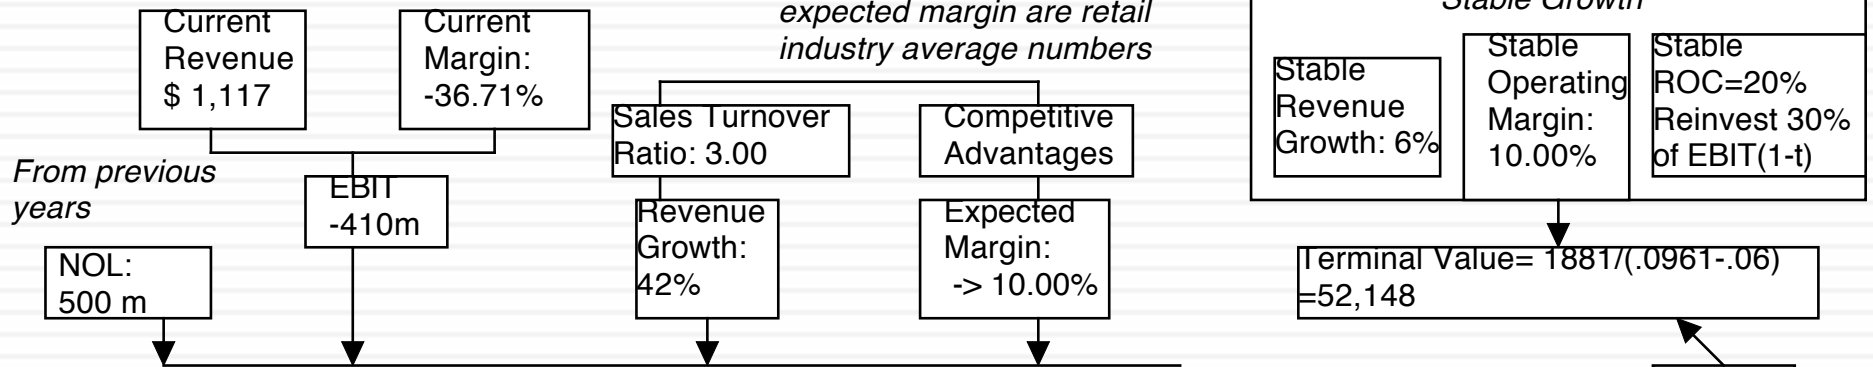 Current
Revenue
$ 1,117
Current
Margin:
-36.71%
expected margin are retail
industry average numbers
Stable Growth
Stable
Revenue
Growth: 6%
Stable
Operating
Margin:
10.00%
Stable
ROC=20%
Reinvest 30%
of EBIT(1-t)
Sales Turnover
Ratio: 3.00
Competitive
Advantages
From previous
years
EBIT
-410m
Revenue
Growth:
42%
Expected
Margin:
-> 10.00%
NOL:
500 m
Terminal Value= 1881/(.0961-.06)
=52,148